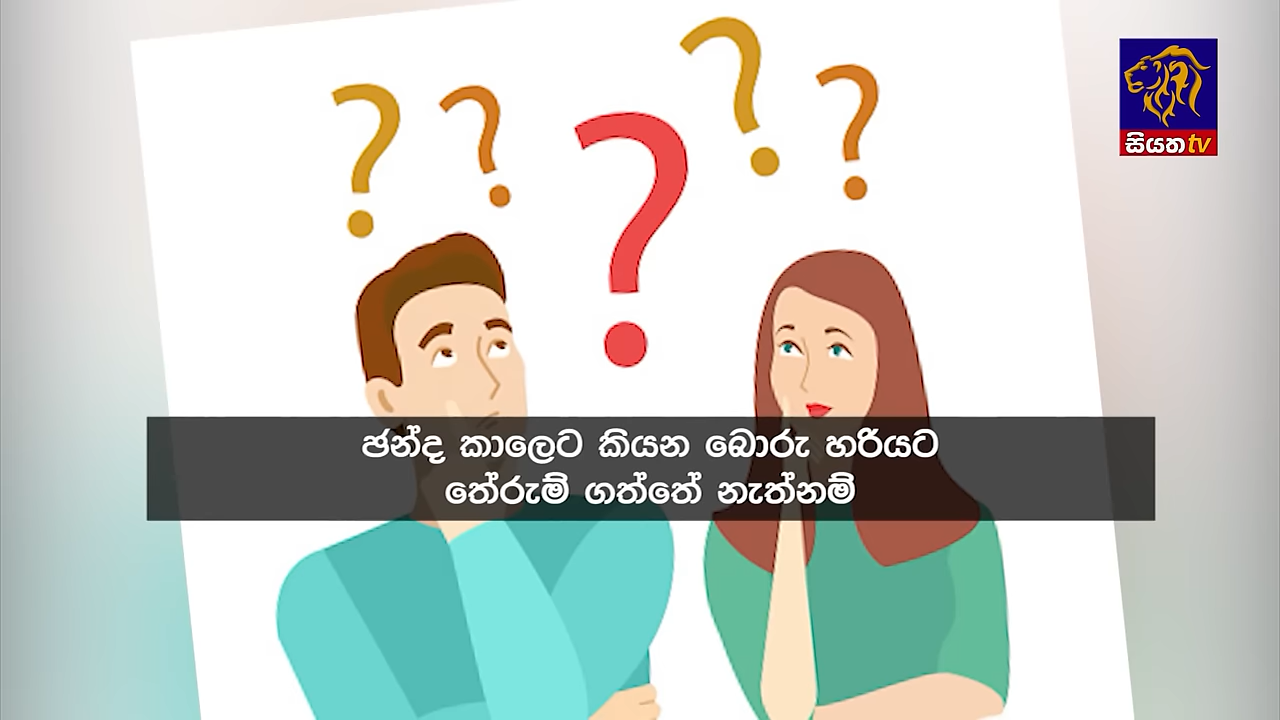 ? ? ? ? ?
?
සියත tv
ඡන්ද කාලෙට කියන බොරු හරියට
තේරුම් ගත්තේ නැත්නම්